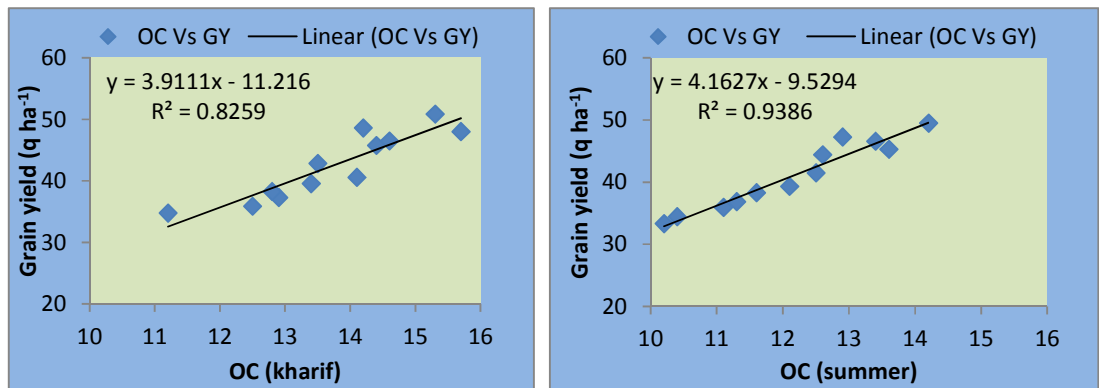 OC Vs GY Linear (OC Vs GY)
y = 3.9111x - 11.216
R² = 0.8259
Grain yield (q ha⁻¹)
60
50
40
30
20
10 11 12 13 14 15 16
OC (kharif)
OC Vs GY Linear (OC Vs GY)
y = 4.1627x - 9.5294
R² = 0.9386
Grain yield (q ha⁻¹)
60
50
40
30
20
10 11 12 13 14 15 16
OC (summer)